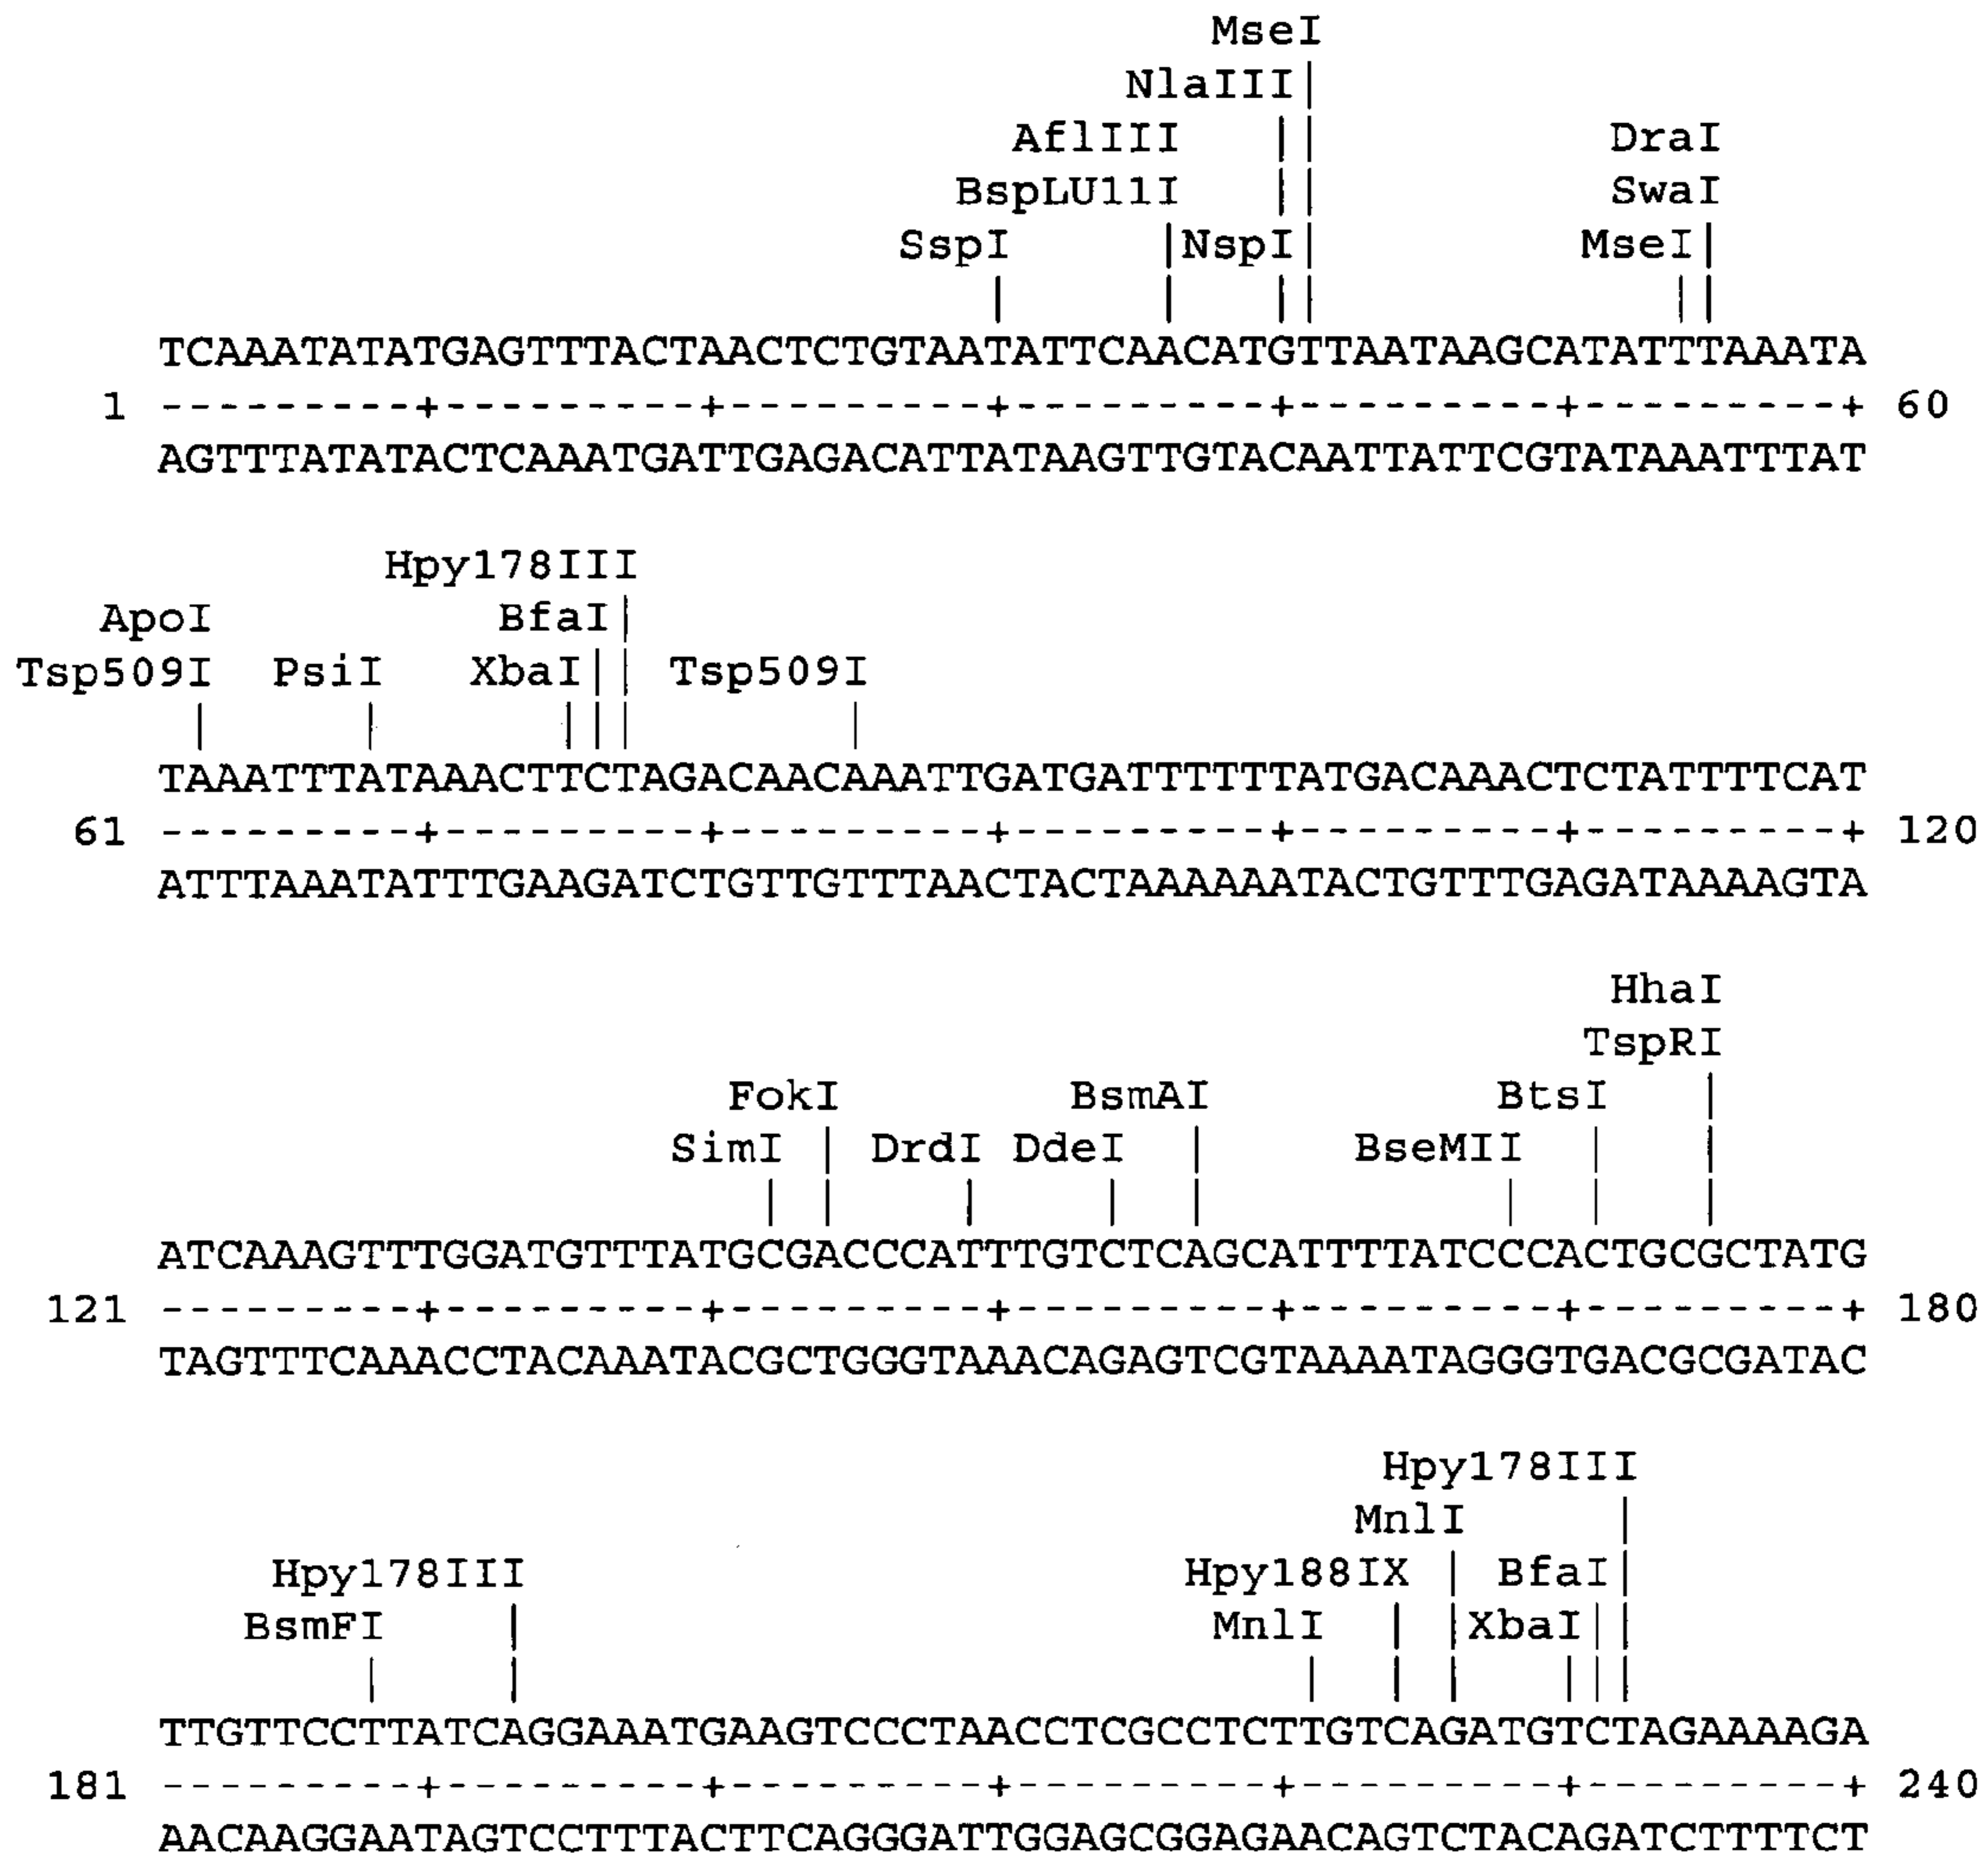 MseI
NlaIII
AflIII DraI
BspLU11I SwaI
SspI NspI MseI
TCAAATATATGAGTTTACTAACTCTGTAATATTCAACATGTTAATAAGCATATTTAAATA
1 ---------+---------+---------+---------+---------+---------+ 60
AGTTTATATACTCAAATGATTGAGACATTATAAGTTGTACAATTATTCGTATAAATTTAT
Hpy178III
ApoI BfaI
Tsp509I PsiI XbaI Tsp509I
TAAATTTATAAACTTCTAGACAACAAATTGATGATTTTTTATGACAAACTCTATTTTCAT
61 ---------+---------+---------+---------+---------+---------+ 120
ATTTAAATATTTGAAGATCTGTTGTTTAACTACTAAAAAATACTGTTTGAGATAAAAGTA
HhaI
TspRI
FokI BsmAI BtsI
SimI DrdI DdeI BseMII
ATCAAAGTTTGGATGTTTATGCGACCCATTTGTCTCAGCATTTTATCCCACTGCGCTATG
121 ---------+---------+---------+---------+---------+---------+ 180
TAGTTTCAAACCTACAAATACGCTGGGTAAACAGAGTCGTAAAATAGGGTGACGCGATAC
Hpy178III
MnlI
Hpy178III Hpy188IX BfaI
BsmFI MnlI XbaI
TTGTTCCTTATCAGGAAATGAAGTCCCTAACCTCGCCTCTTGTCAGATGTCTAGAAAAGA
181 ---------+---------+---------+---------+---------+---------+ 240
AACAAGGAATAGTCCTTTACTTCAGGGATTGGAGCGGAGAACAGTCTACAGATCTTTTCT